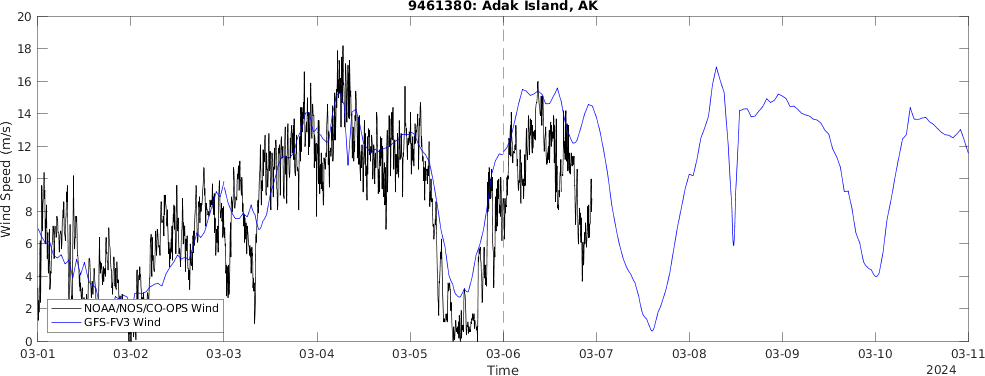 9461380: Adak Island, AK
Wind Speed (m/s)
20
18
16
14
12
10
8
6
4
2
0
NOAA/NOS/CO-OPS Wind
GFS-FV3 Wind
03-01 03-02 03-03 03-04 03-05 03-06 03-07 03-08 03-09 03-10 03-11
Time
2024